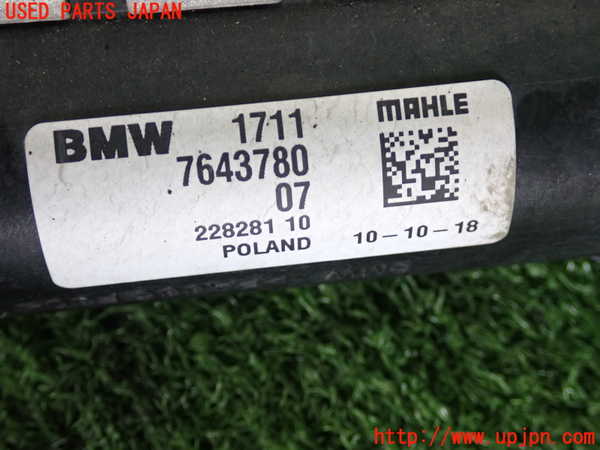 USED PARTS JAPAN
BMW 1711
7643780
07
228281 10
POLAND
MAHLE
10-10-18
http://www.upjpn.com/